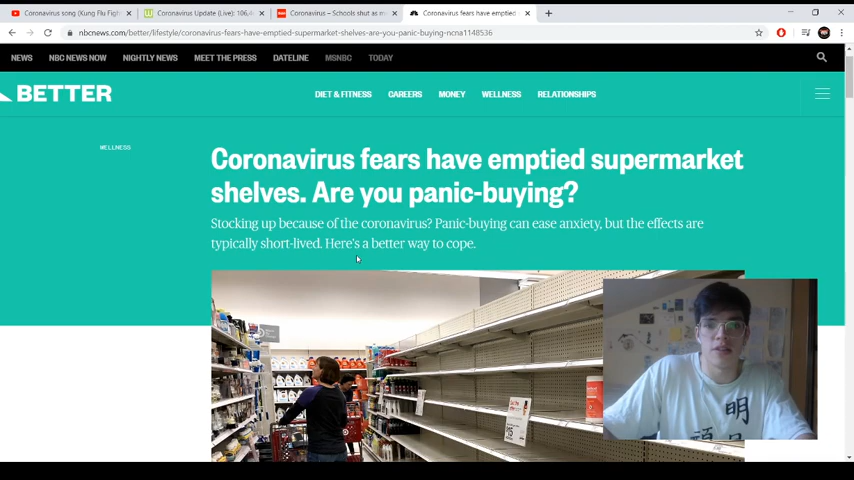 Coronavirus song (Kung Flu Figh
Coronavirus Update (Live): 106,4
Coronavirus – Schools shut as m
Coronavirus fears have emptied
nbcnews.com/better/lifestyle/coronavirus-fears-have-emptied-supermarket-shelves-are-you-panic-buying-ncna1148536
NEWS NBC NEWS NOW NIGHTLY NEWS MEET THE PRESS DATELINE MSNBC TODAY
BETTER
DIET & FITNESS CAREERS MONEY WELLNESS RELATIONSHIPS
WELLNESS
Coronavirus fears have emptied supermarket
shelves. Are you panic-buying?
Stocking up because of the coronavirus? Panic-buying can ease anxiety, but the effects are
typically short-lived. Here's a better way to cope.
明